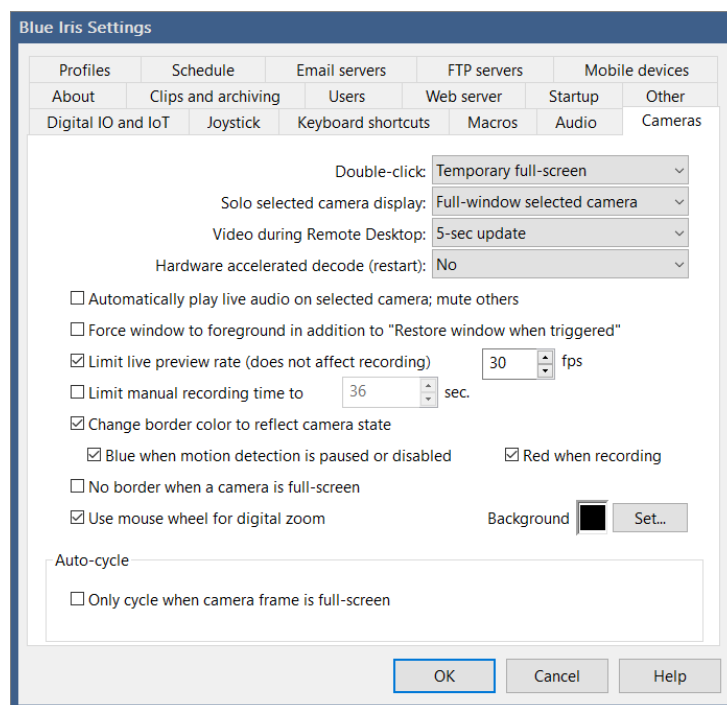 Blue Iris Settings
Profiles Schedule Email servers FTP servers Mobile devices
About Clips and archiving Users Web server Startup Other
Digital IO and IoT Joystick Keyboard shortcuts Macros Audio Cameras
Double-click: Temporary full-screen
Solo selected camera display: Full-window selected camera
Video during Remote Desktop: 5-sec update
Hardware accelerated decode (restart): No
Automatically play live audio on selected camera; mute others
Force window to foreground in addition to "Restore window when triggered"
Limit live preview rate (does not affect recording) 30 fps
Limit manual recording time to 36 sec.
Change border color to reflect camera state
Blue when motion detection is paused or disabled Red when recording
No border when a camera is full-screen
Use mouse wheel for digital zoom Background Set...
Auto-cycle
Only cycle when camera frame is full-screen
OK Cancel Help